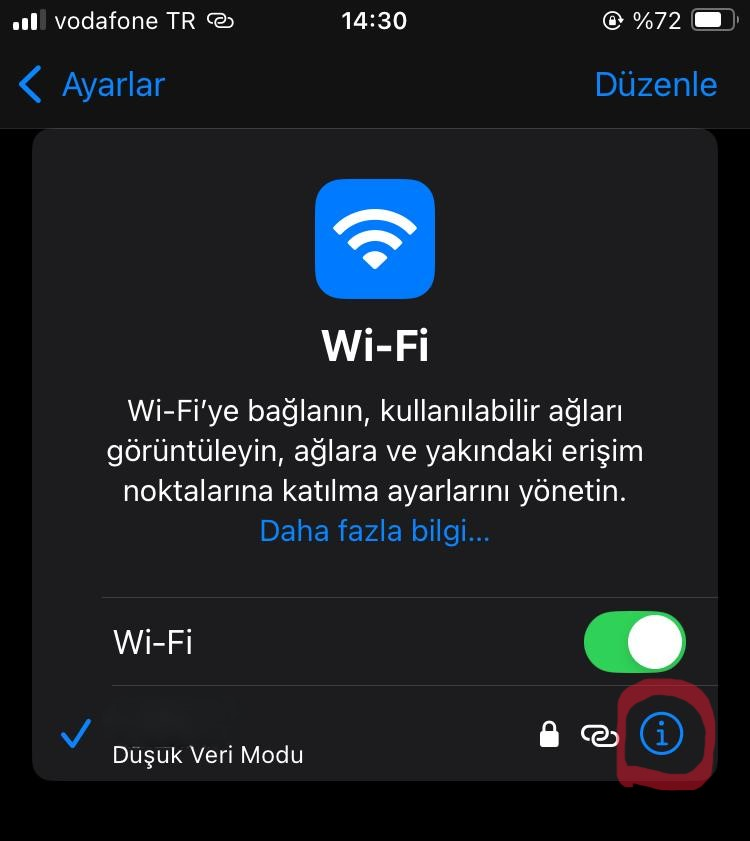 vodafone TR 14:30 %72
Ayarlar Düzenle
Wi-Fi
Wi-Fi’ye bağlanın, kullanılabilir ağları
görüntüleyin, ağlara ve yakındaki erişim
noktalarına katılma ayarlarını yönetin.
Daha fazla bilgi...
Wi-Fi
Düşük Veri Modu